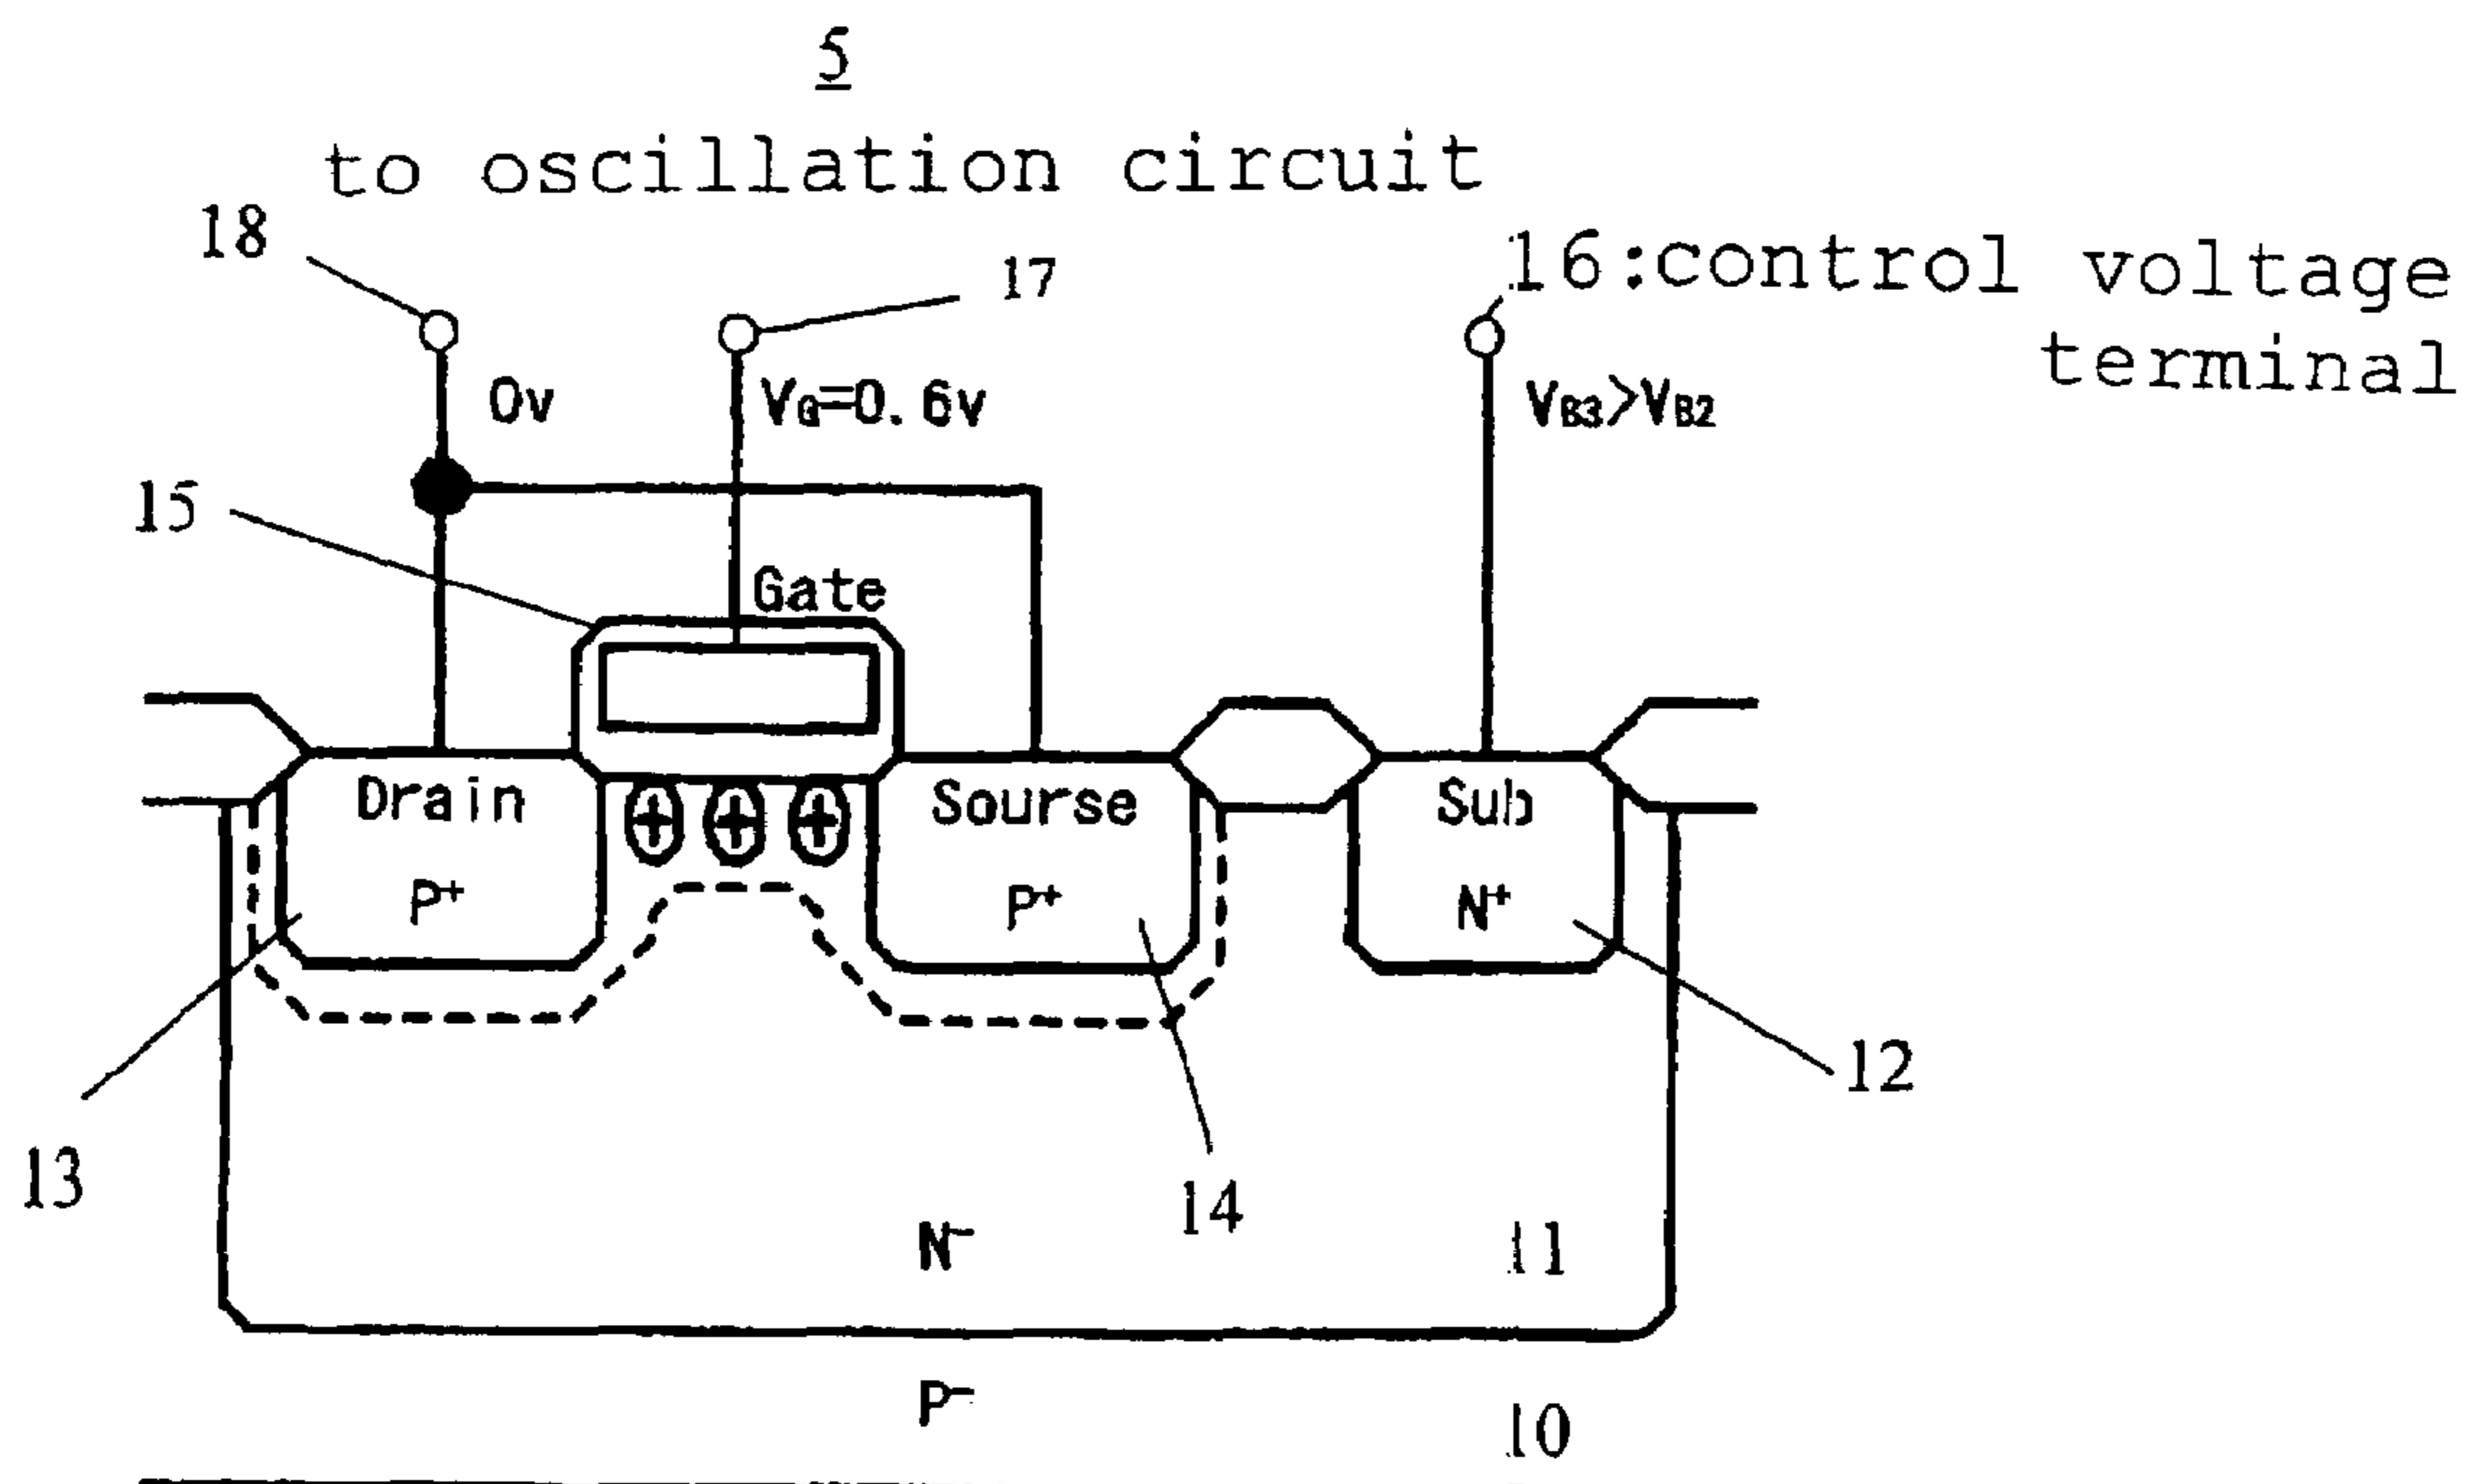 5
to oscillation circuit
18
17
16:control voltage
terminal
0v
VG=0.6v
VB3>VB2
15
Gate
Drain
Sourse
Sub
P+
P+
N+
12
13
14
N-
11
P-
10